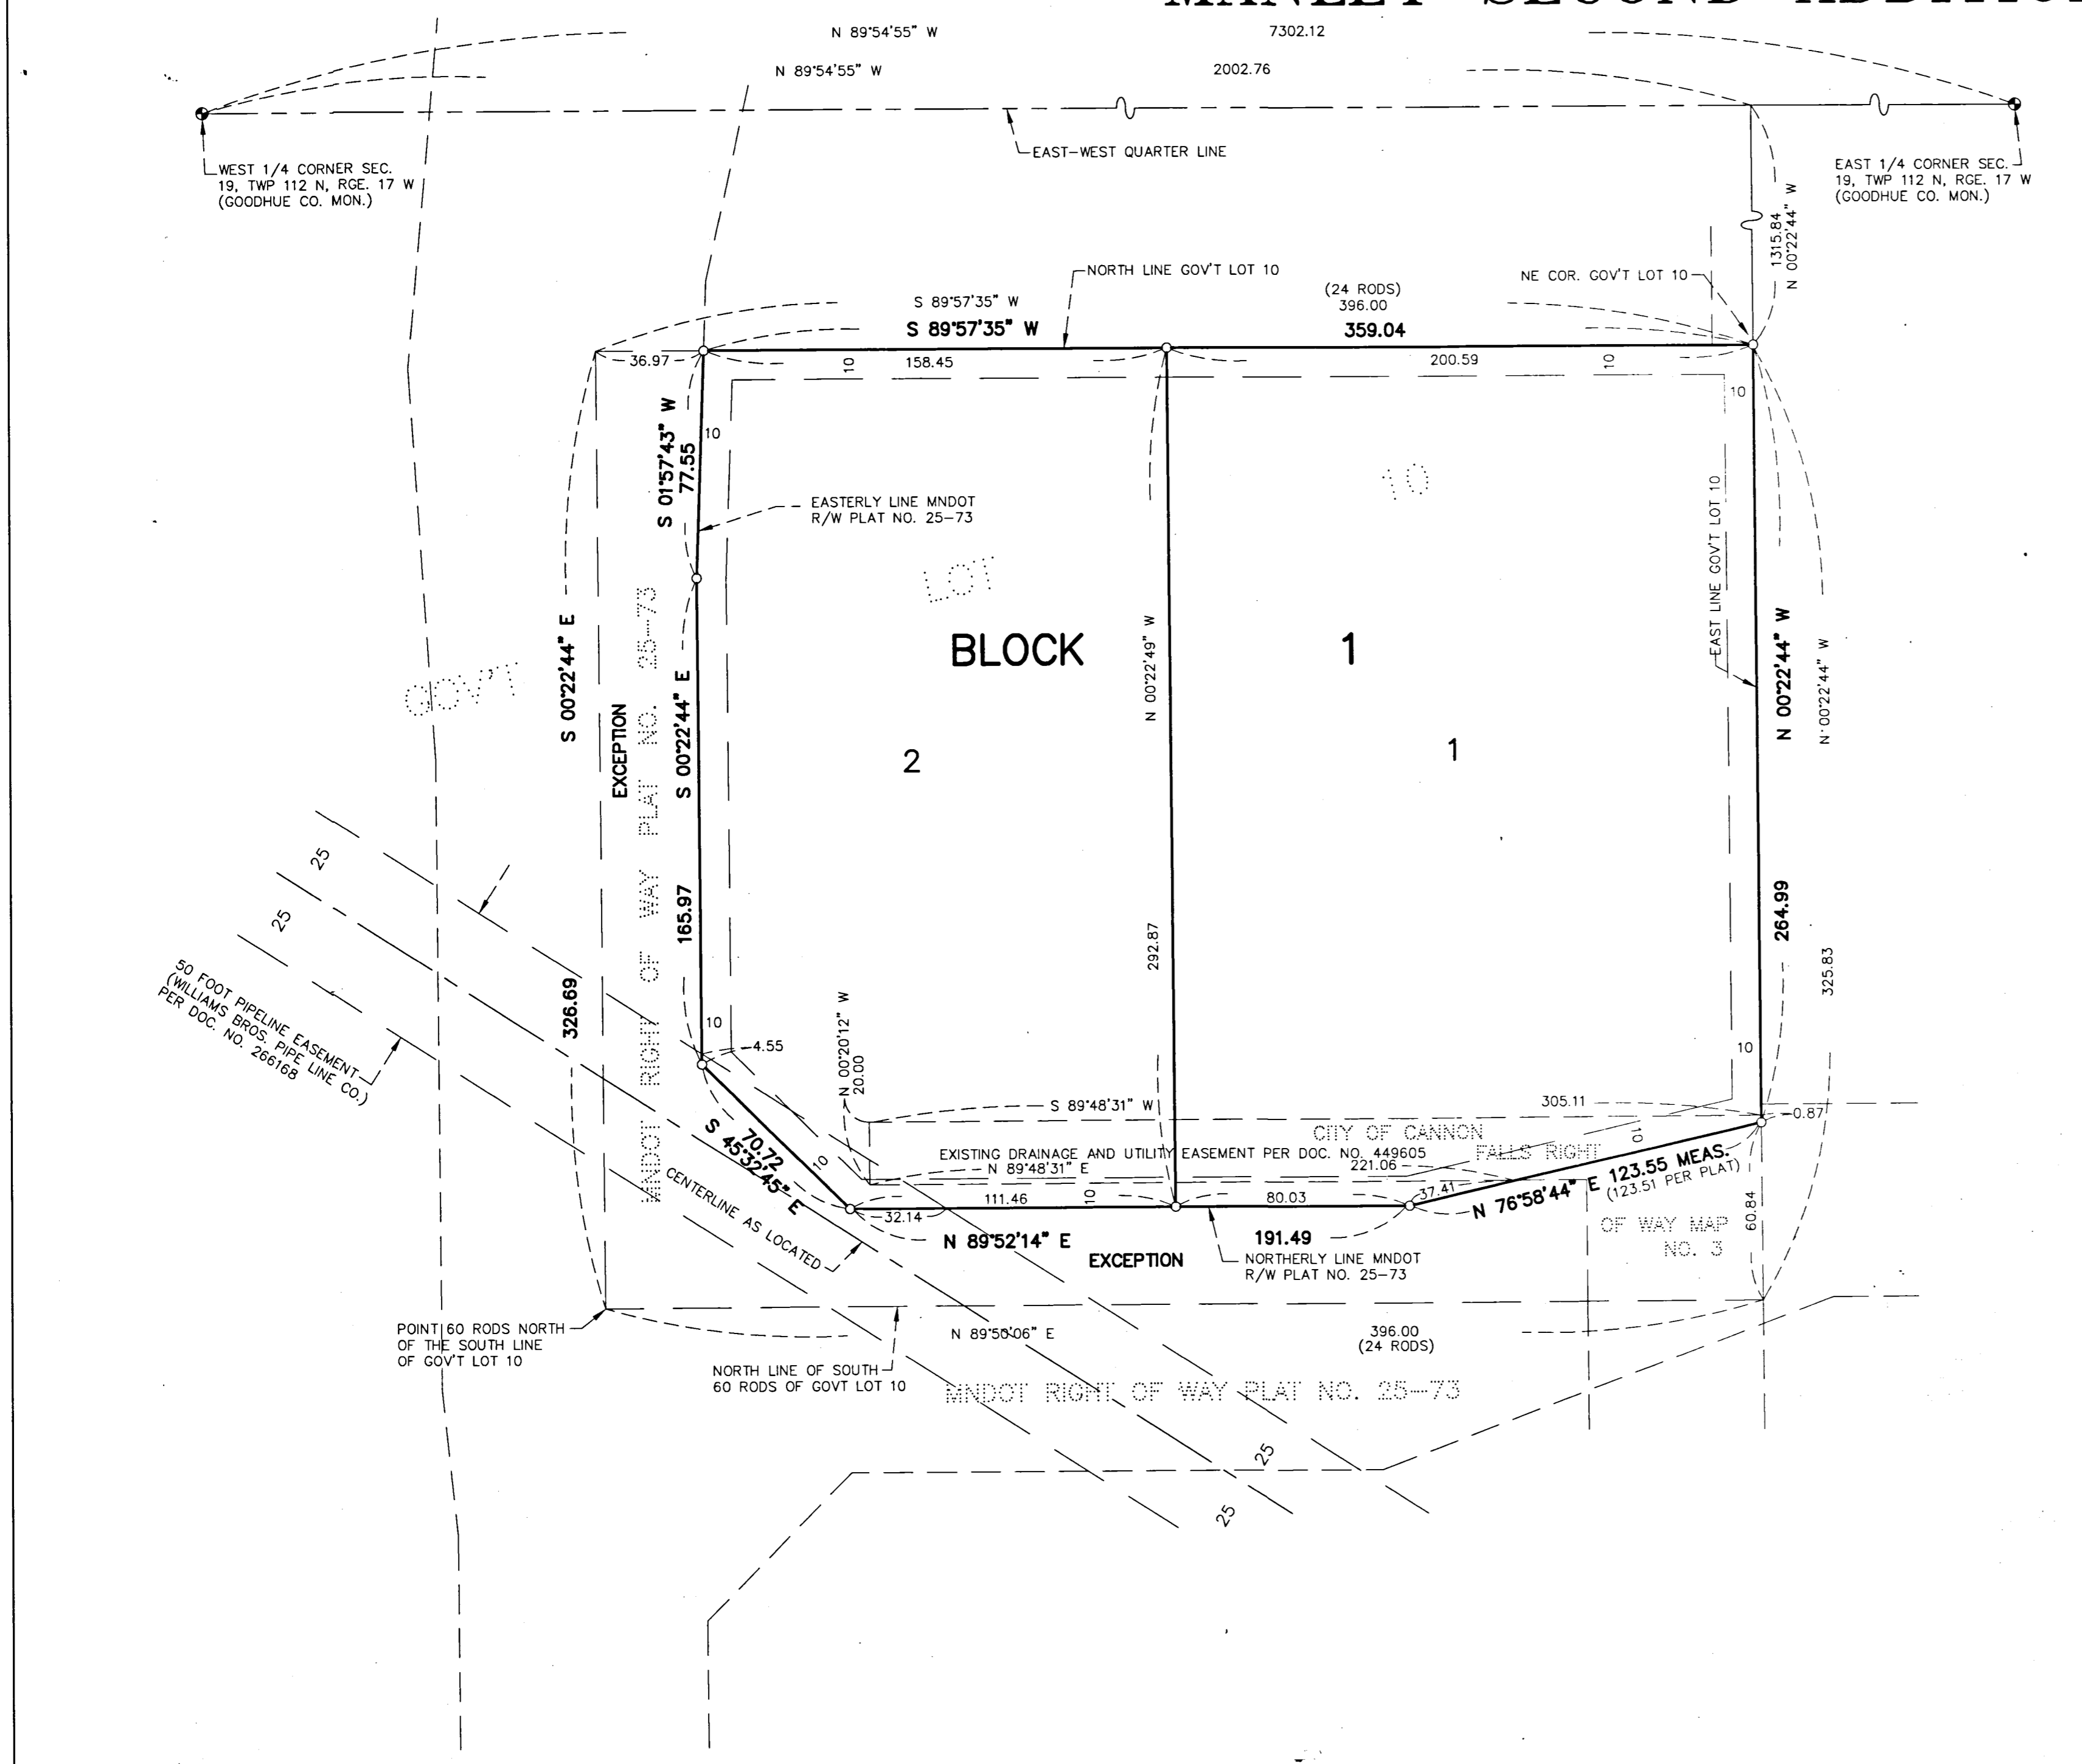 N 89°54'55" W 7302.12
N 89°54'55" W 2002.76
WEST 1/4 CORNER SEC.
19, TWP 112 N, RGE. 17 W
(GOODHUE CO. MON.)
EAST-WEST QUARTER LINE
EAST 1/4 CORNER SEC.
19, TWP 112 N, RGE. 17 W
(GOODHUE CO. MON.)
1315.84
N 00°22'44" W
NORTH LINE GOV'T LOT 10
NE COR. GOV'T LOT 10
S 89°57'35" W
(24 RODS)
396.00
S 89°57'35" W 359.04
36.97
10
158.45
200.59
10
10
S 01°57'43" W
77.55
10
EASTERLY LINE MNDOT
R/W PLAT NO. 25-73
10
LOT
GOV'T
BLOCK 1
2
1
S 00°22'44" E
326.69
EXCEPTION
MNDOT RIGHT OF WAY PLAT NO. 25-73
S 00°22'44" E
165.97
N 00°22'49" W
292.87
EAST LINE GOV'T LOT 10
N 00°22'44" W
264.99
N 00°22'44" W
325.83
25
25
50 FOOT PIPELINE EASEMENT
(WILLIAMS BROS. PIPE LINE CO.)
PER DOC. NO. 266168
10
4.55
N 00°20'12" W
20.00
10
S 89°48'31" W
305.11
0.87
CITY OF CANNON
FALLS RIGHT
OF WAY MAP
NO. 3
EXISTING DRAINAGE AND UTILITY EASEMENT PER DOC. NO. 449605
N 89°48'31" E
221.06
10
70.72
S 45°32'45" E
10
CENTERLINE AS LOCATED
32.14
111.46
10
80.03
37.41
N 76°58'44" E 123.55 MEAS.
(123.51 PER PLAT)
60.84
N 89°52'14" E
191.49
EXCEPTION
NORTHERLY LINE MNDOT
R/W PLAT NO. 25-73
POINT 60 RODS NORTH
OF THE SOUTH LINE
OF GOV'T LOT 10
N 89°50'06" E
396.00
(24 RODS)
NORTH LINE OF SOUTH
60 RODS OF GOVT LOT 10
MNDOT RIGHT OF WAY PLAT NO. 25-73
25
25